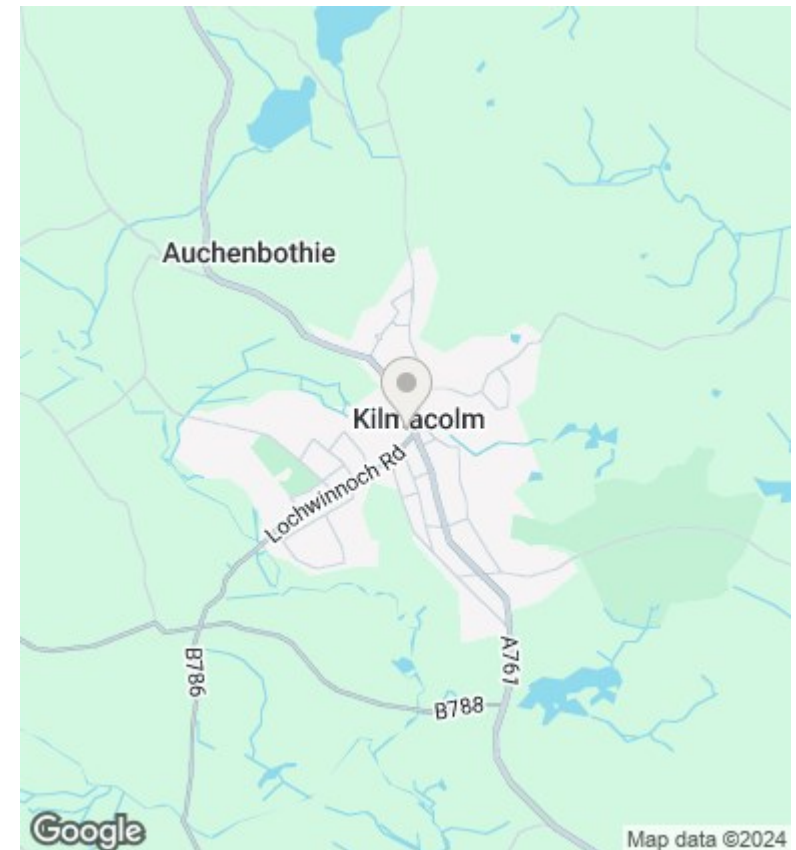 Auchenbothie
Kilmacolm
Lochwinnoch Rd
B786
A761
B788
Google
Map data ©2024